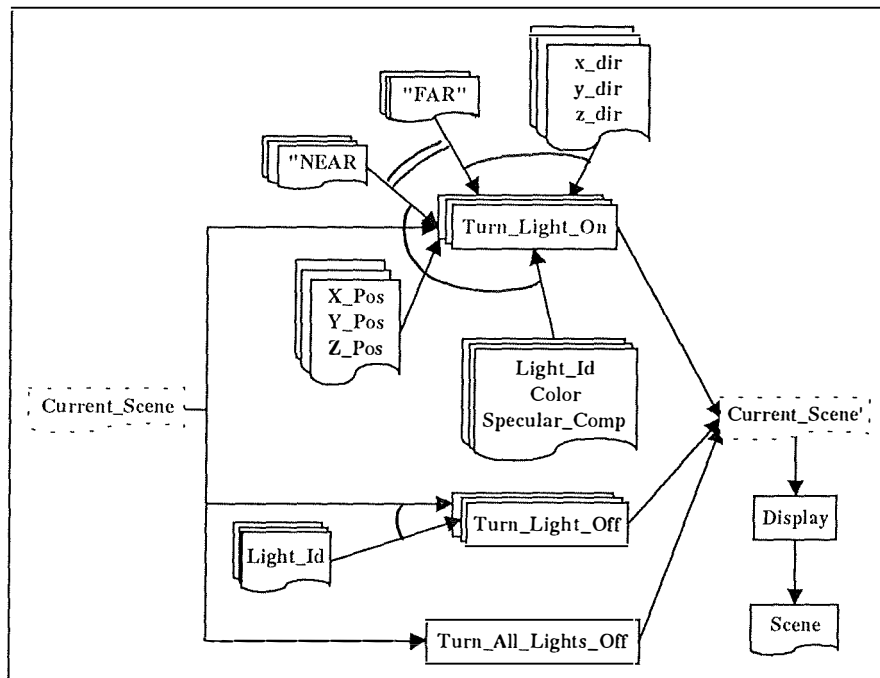 x_dir
y_dir
z_dir
"FAR"
"NEAR
Turn_Light_On
X_Pos
Y_Pos
Z_Pos
Light_Id
Color
Specular_Comp
Current_Scene
Current_Scene'
Turn_Light_Off
Display
Light_Id
Turn_All_Lights_Off
Scene